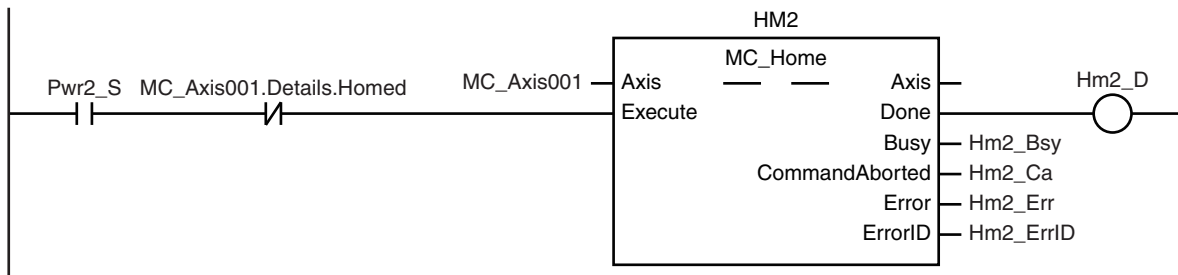 HM2
MC_Home
Pwr2_S MC_Axis001.Details.Homed MC_Axis001 Axis Axis Hm2_D
Execute Done
Busy Hm2_Bsy
CommandAborted Hm2_Ca
Error Hm2_Err
ErrorID Hm2_ErrID